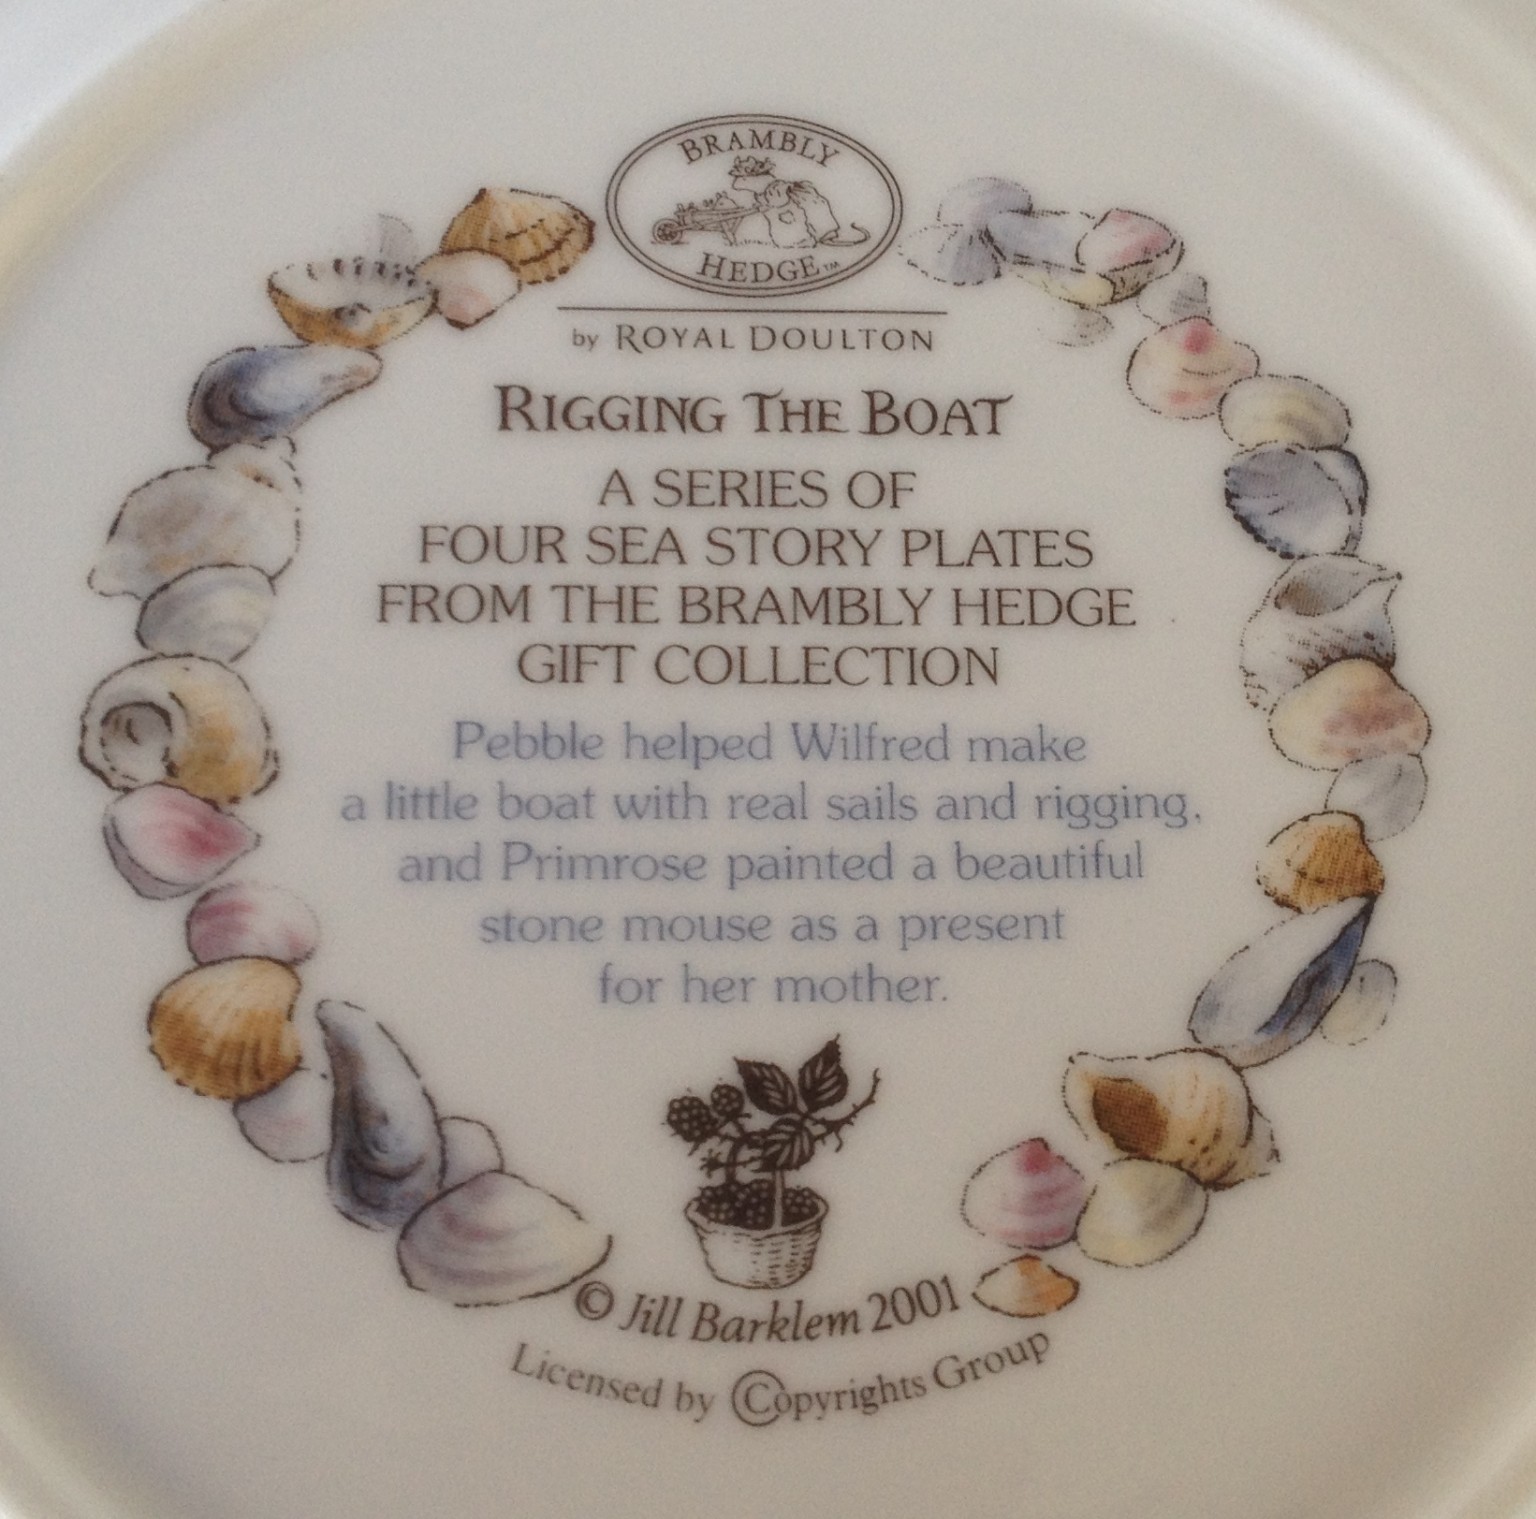 BRAMBLY
HEDGE™
by ROYAL DOULTON
RIGGING THE BOAT
A SERIES OF
FOUR SEA STORY PLATES
FROM THE BRAMBLY HEDGE
GIFT COLLECTION
Pebble helped Wilfred make
a little boat with real sails and rigging,
and Primrose painted a beautiful
stone mouse as a present
for her mother.
© Jill Barklem 2001
Licensed by Copyrights Group